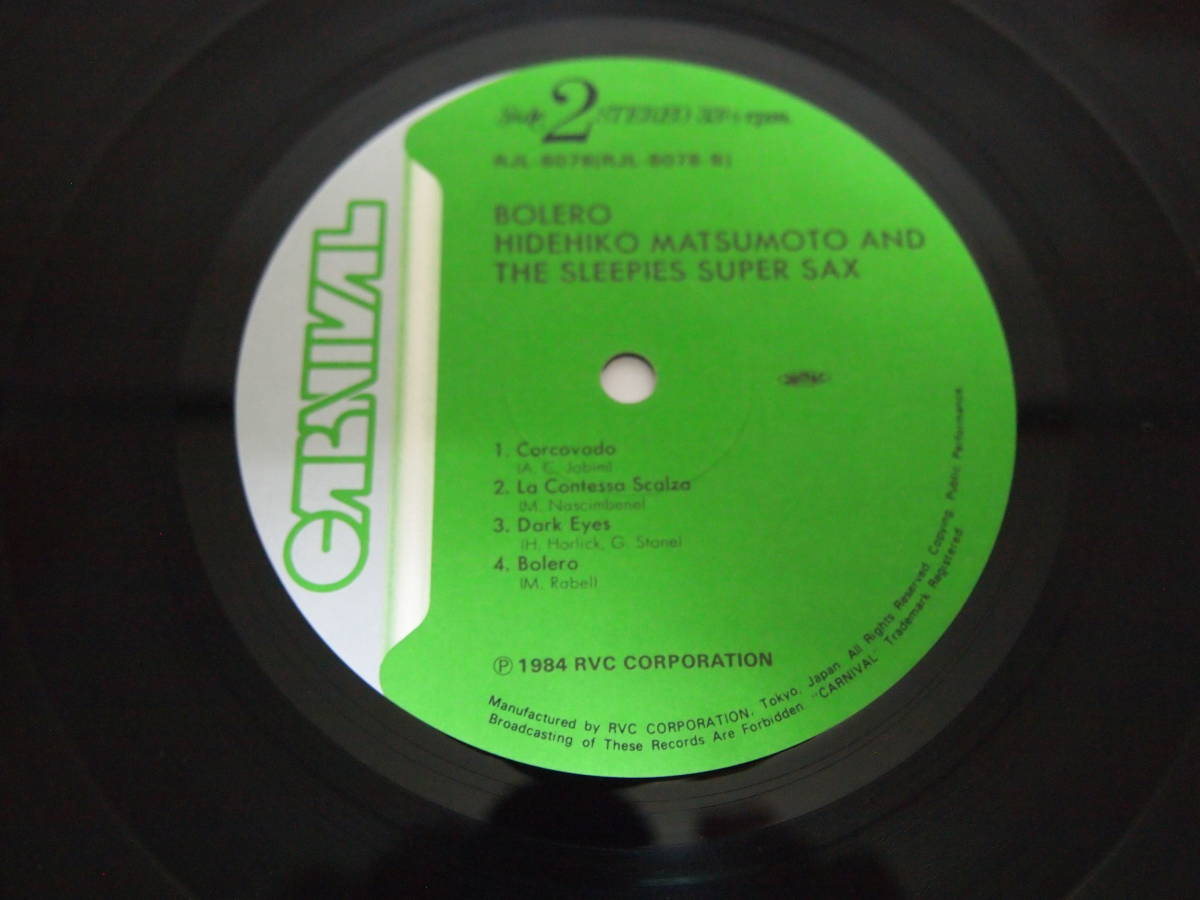 Side 2 STEREO 33⅓ rpm.
RJL-8078(RJL-8078-B)
BOLERO
HIDEHIKO MATSUMOTO AND
THE SLEEPIES SUPER SAX
CARNIVAL
1. Corcovado
(A. C. Jobim)
2. La Contessa Scalza
(M. Nascimbene)
3. Dark Eyes
(H. Horlick, G. Stone)
4. Bolero
(M. Rabel)
Ⓟ 1984 RVC CORPORATION
Manufactured by RVC CORPORATION, Tokyo, Japan All Rights Reserved. Copying, Public Performance
Broadcasting of These Records Are Forbidden "CARNIVAL" Trademark Registered